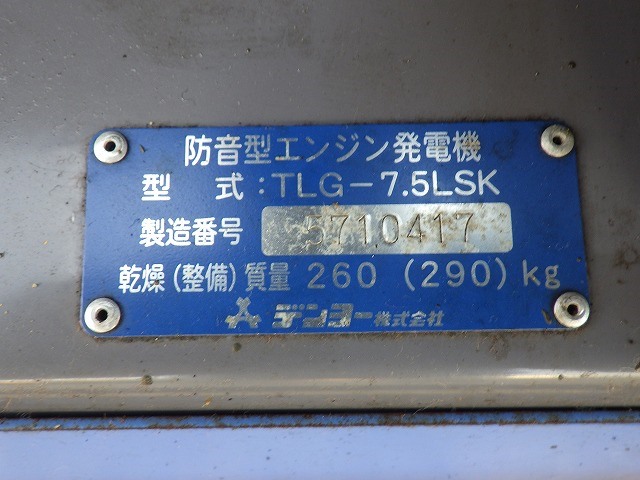 防音型エンジン発電機
型 式：TLG－7.5LSK
製造番号 5710417
乾燥(整備)質量 260 (290) kg
デンヨー株式会社